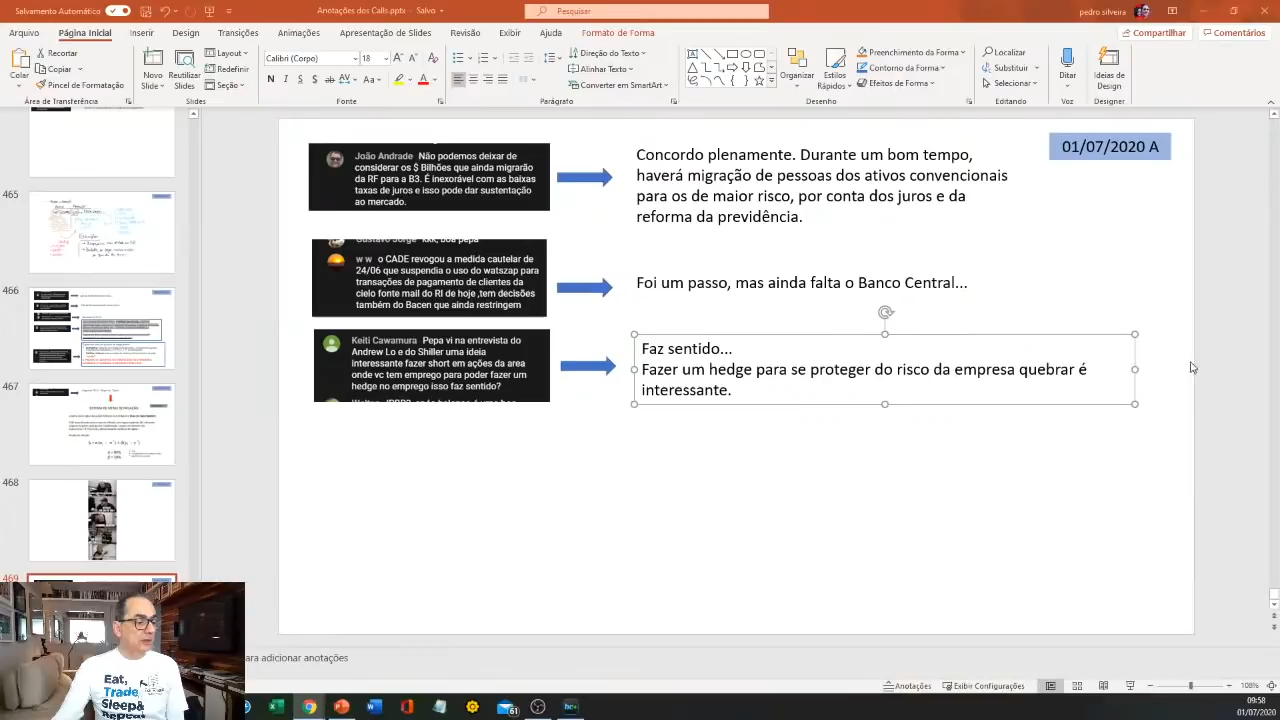 Salvamento Automático
Anotações dos Calls.pptx - Salvo
Pesquisar
pedro silveira
Arquivo
Página Inicial
Inserir
Design
Transições
Animações
Apresentação de Slides
Revisão
Exibir
Ajuda
Formato de Forma
Compartilhar
Comentários
Colar
Recortar
Copiar
Pincel de Formatação
Área de Transferência
Novo Slide
Reutilizar Slides
Layout
Redefinir
Seção
Slides
Calibri (Corpo)
18
Fonte
Direção do Texto
Alinhar Texto
Converter em SmartArt
Parágrafo
Organizar
Estilos Rápidos
Preenchimento da Forma
Contorno da Forma
Efeitos de Forma
Desenho
Localizar
Substituir
Selecionar
Editando
Ditar
Voz
Ideias de Design
Designer
465
466
467
468
469
01/07/2020 A
João Andrade Não podemos deixar de
considerar os $ Bilhões que ainda migrarão
da RF para a B3. É inexorável com as baixas
taxas de juros e isso pode dar sustentação
ao mercado.
Concordo plenamente. Durante um bom tempo,
haverá migração de pessoas dos ativos convencionais
para os de maior risco, por conta dos juros e da
reforma da previdência.
Gustavo Jorge kkk, boa pepa
w w o CADE revogou a medida cautelar de
24/06 que suspendia o uso do watszap para
transações de pagamento de clientes da
cielo fonte mail do RI de hoje ,tem decisões
também do Bacen que ainda restringem
Foi um passo, mas ainda falta o Banco Central...
Keiti Cawamura Pepa vi na entrevista do
Andrew Lo e do Shiller uma ideia
interessante fazer short em ações da area
onde vc tem emprego para poder fazer um
hedge no emprego isso faz sentido?
Faz sentido...
Fazer um hedge para se proteger do risco da empresa quebrar é
interessante.
Eat,
Trade
Sleep&
Repeat
ara adicionar anotações
Anotações
Exibir Configurações
108%
61
09:58
01/07/2020